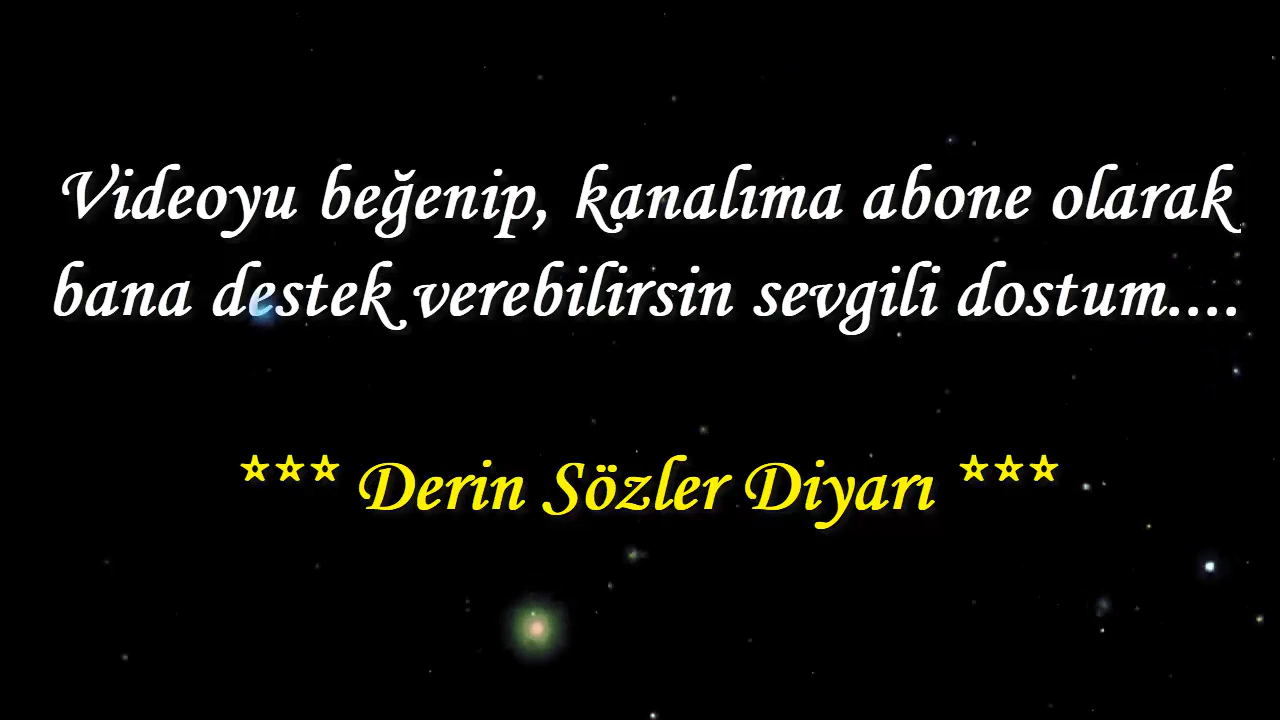 Videoyu beğenip, kanalıma abone olarak
bana destek verebilirsin sevgili dostum....
*** Derin Sözler Diyarı ***